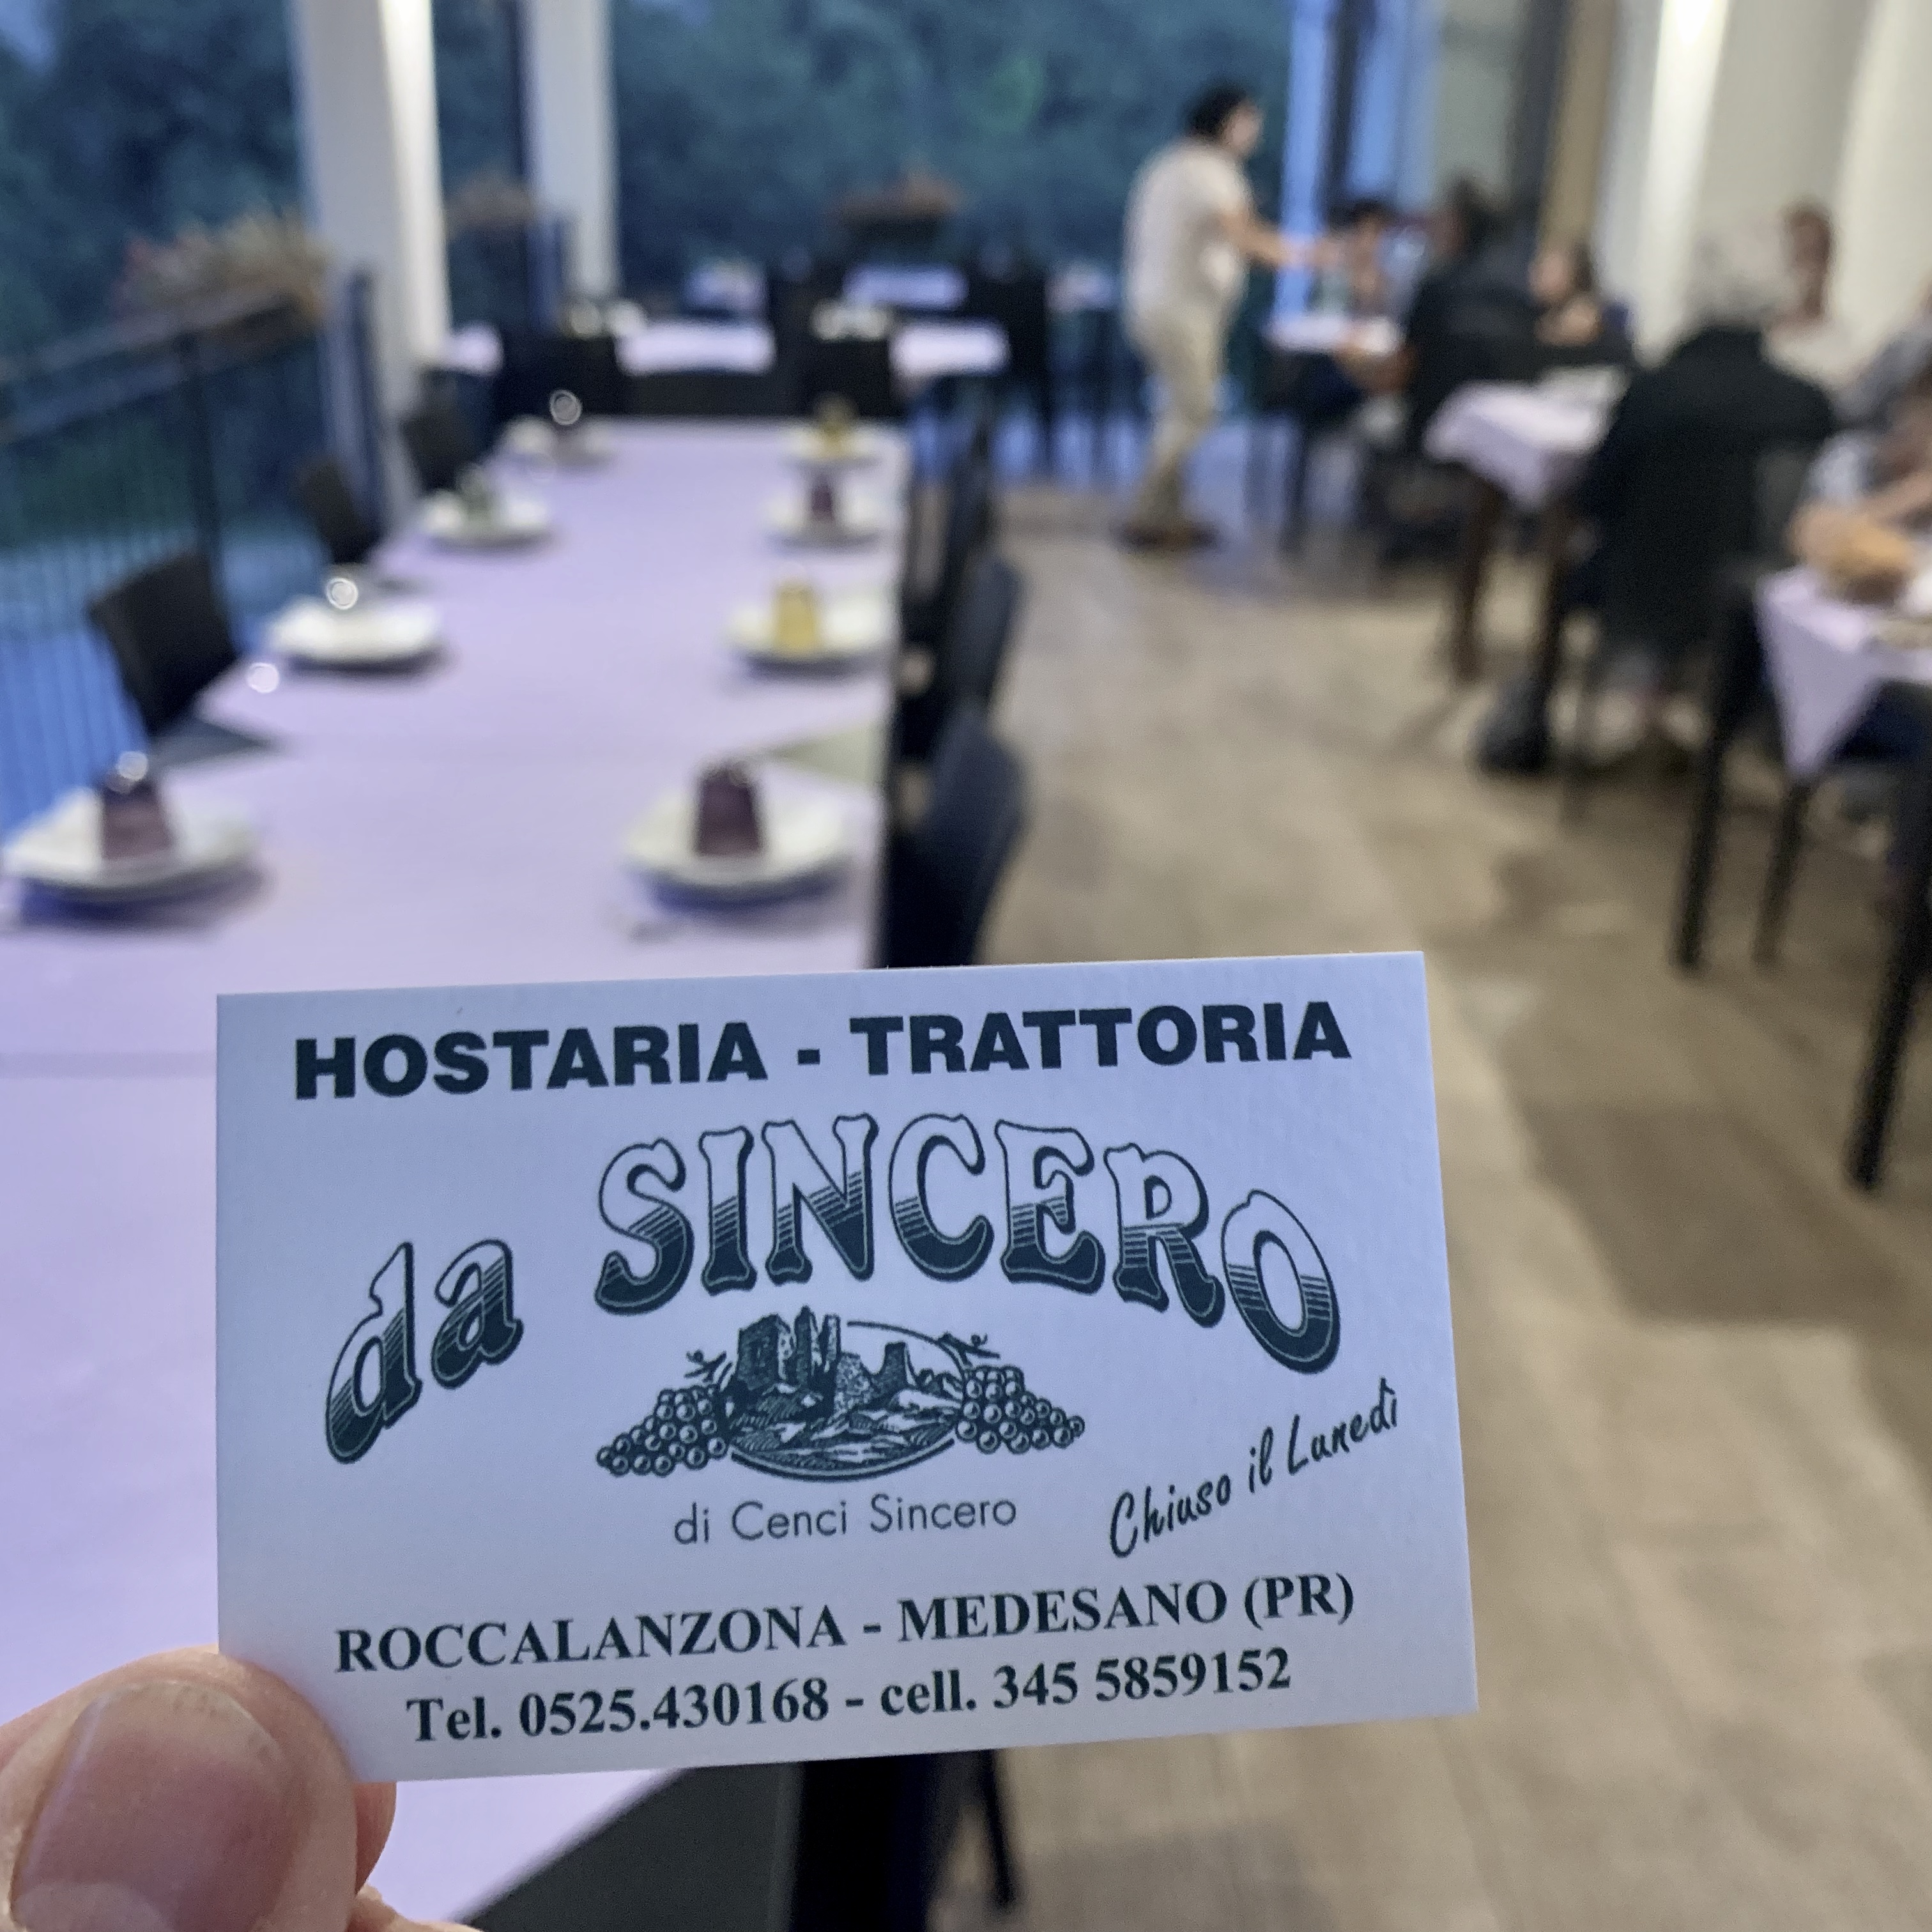 HOSTARIA - TRATTORIA
da SINCERO
di Cenci Sincero
Chiuso il Lunedì
ROCCALANZONA - MEDESANO (PR)
Tel. 0525.430168 - cell. 345 5859152